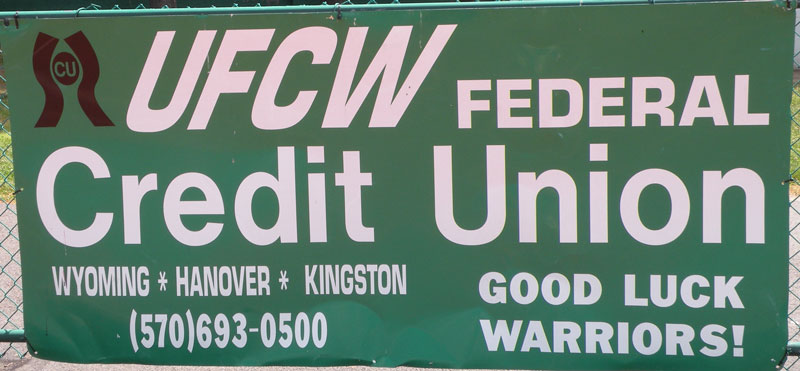 CU
UFCW FEDERAL
Credit Union
WYOMING * HANOVER * KINGSTON
(570)693-0500
GOOD LUCK
WARRIORS!